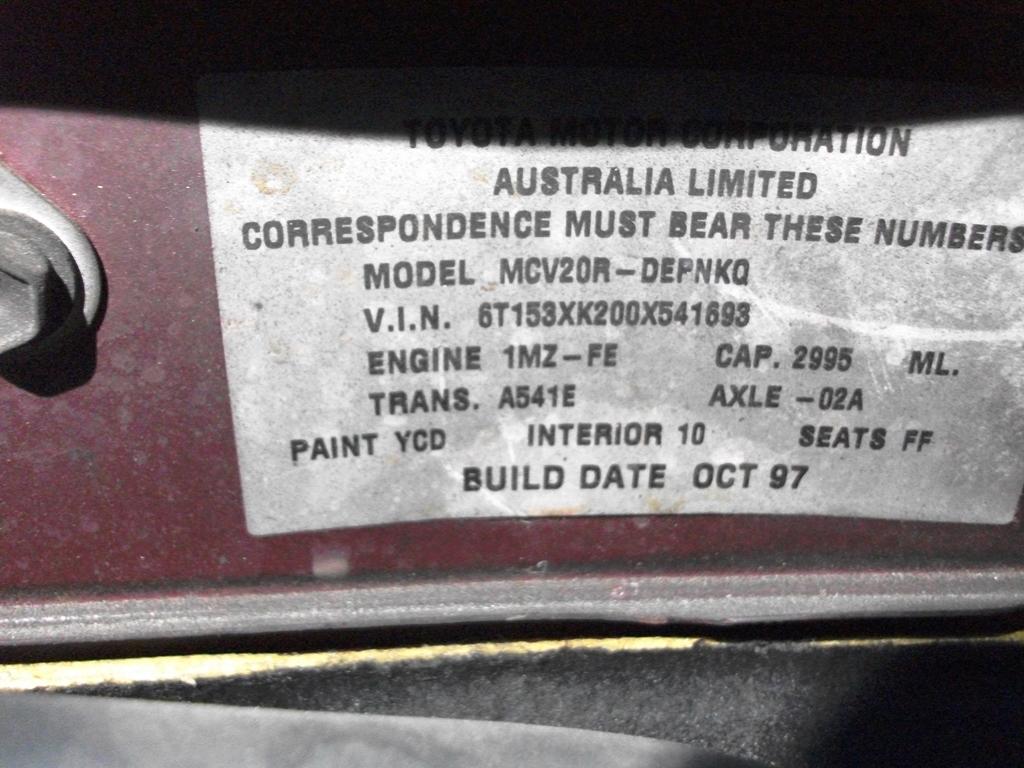 TOYOTA MOTOR CORPORATION
AUSTRALIA LIMITED
CORRESPONDENCE MUST BEAR THESE NUMBERS
MODEL MCV20R-DEPNKQ
V.I.N. 6T153XK200X541693
ENGINE 1MZ-FE CAP. 2995 ML.
TRANS. A541E AXLE -02A
PAINT YCD INTERIOR 10 SEATS FF
BUILD DATE OCT 97